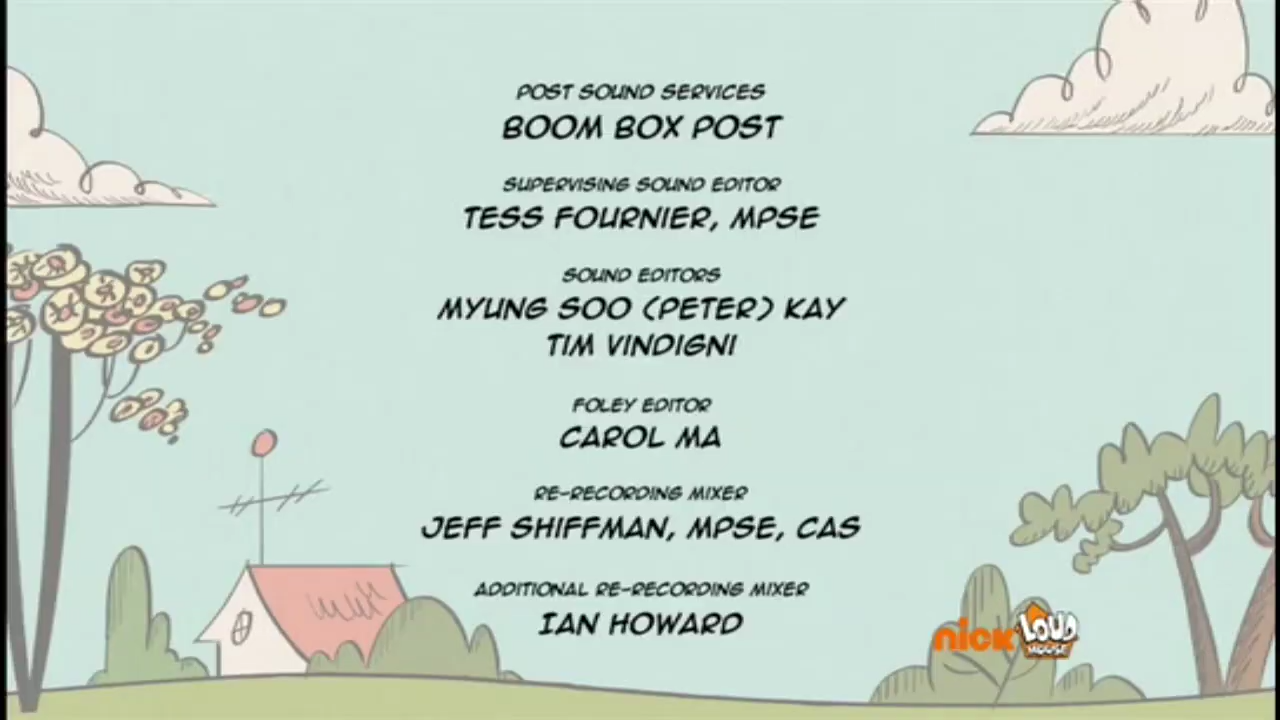 POST SOUND SERVICES
BOOM BOX POST
SUPERVISING SOUND EDITOR
TESS FOURNIER, MPSE
SOUND EDITORS
MYUNG SOO (PETER) KAY
TIM VINDIGNI
FOLEY EDITOR
CAROL MA
RE-RECORDING MIXER
JEFF SHIFFMAN, MPSE, CAS
ADDITIONAL RE-RECORDING MIXER
IAN HOWARD
nick LOUD
HOUSE